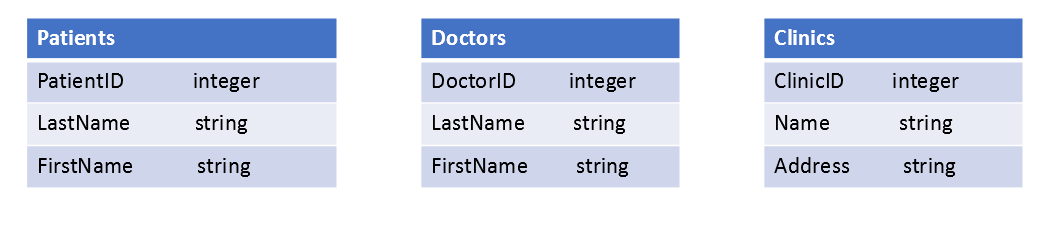 Patients
PatientID integer
LastName string
FirstName string
Doctors
DoctorID integer
LastName string
FirstName string
Clinics
ClinicID integer
Name string
Address string